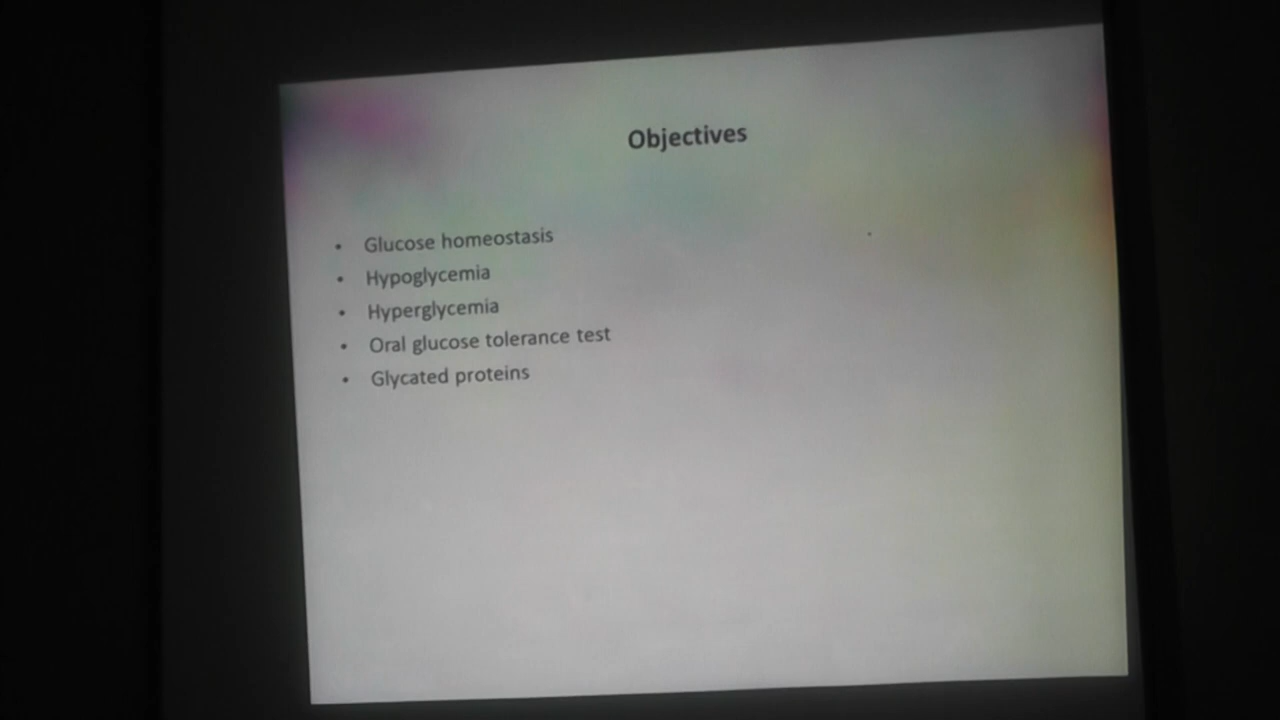 Objectives
• Glucose homeostasis
• Hypoglycemia
• Hyperglycemia
• Oral glucose tolerance test
• Glycated proteins